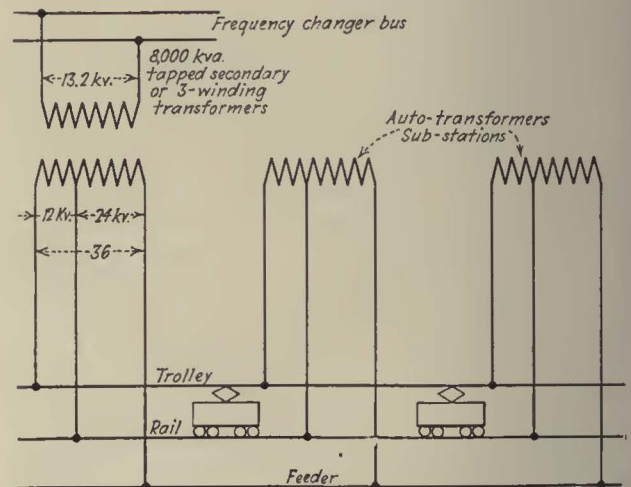 Frequency changer bus
8,000 kva.
tapped secondary
or 3-winding
transformers
13.2 kv.
Auto-transformers
Sub-stations
12 Kv.
24 kv.
36
Trolley
Rail
Feeder